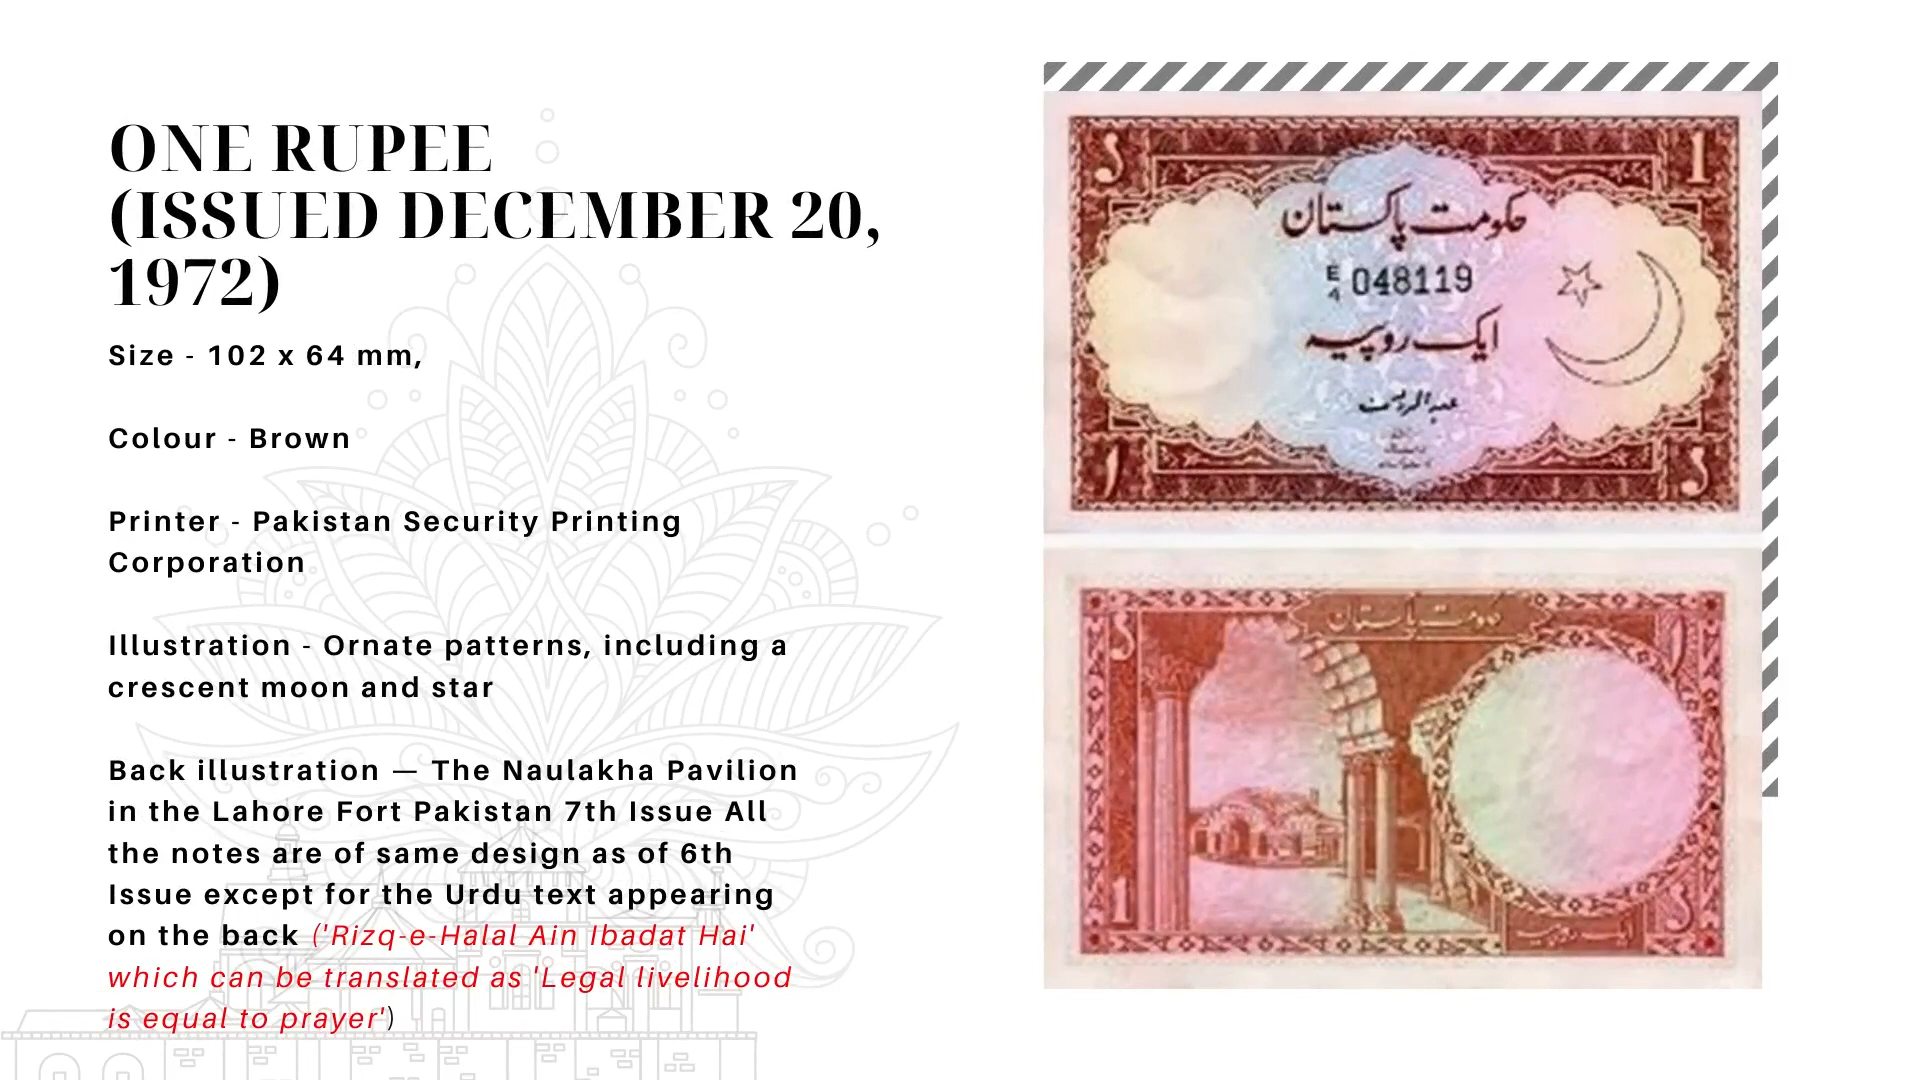 ONE RUPEE
(ISSUED DECEMBER 20,
1972)
Size - 102 x 64 mm,
Colour - Brown
Printer - Pakistan Security Printing
Corporation
Illustration - Ornate patterns, including a
crescent moon and star
Back illustration — The Naulakha Pavilion
in the Lahore Fort Pakistan 7th Issue All
the notes are of same design as of 6th
Issue except for the Urdu text appearing
on the back ('Rizq-e-Halal Ain Ibadat Hai'
which can be translated as 'Legal livelihood
is equal to prayer')
1
حکومت پاکستان
E/4 048119
ایک روپیہ
حکومت پاکستان
1
ایک روپیہ